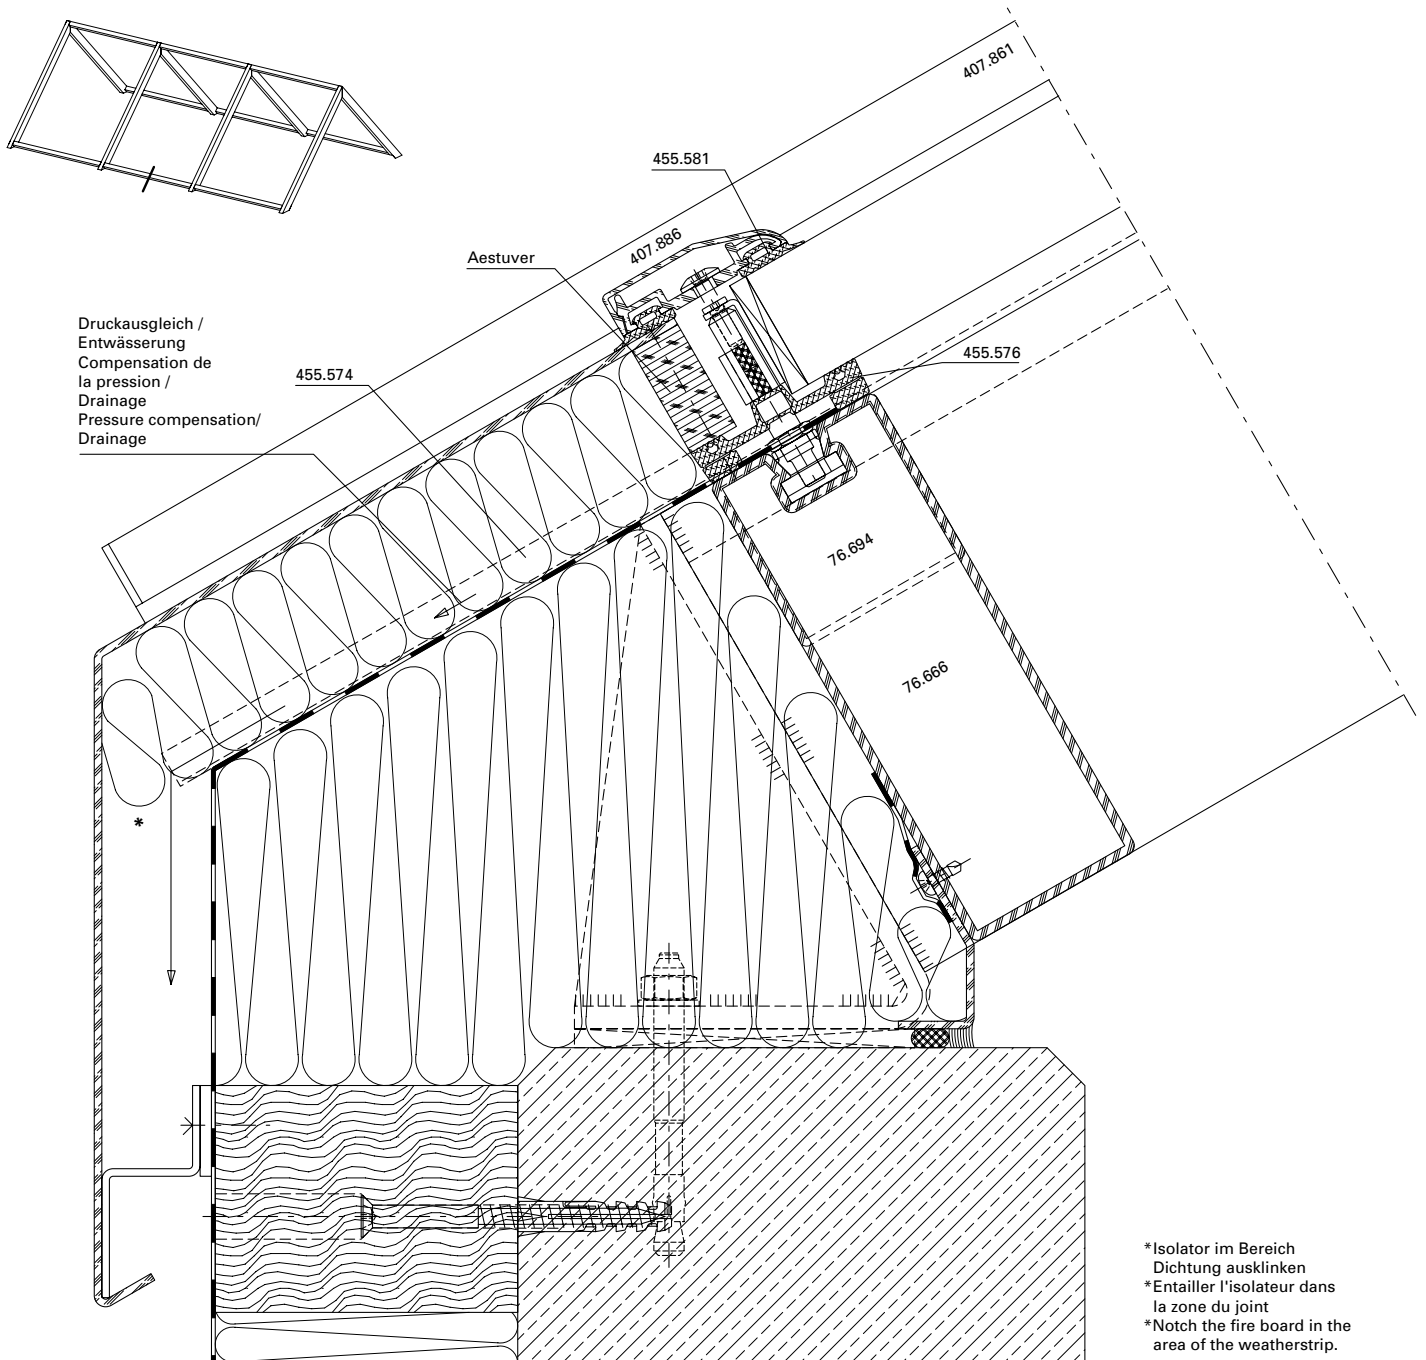 407.861
455.581
407.886
Aestuver
Druckausgleich /
Entwässerung
Compensation de
la pression /
Drainage
Pressure compensation/
Drainage
455.574
455.576
76.694
76.666
*
*Isolator im Bereich
Dichtung ausklinken
*Entailler l'isolateur dans
la zone du joint
*Notch the fire board in the
area of the weatherstrip.